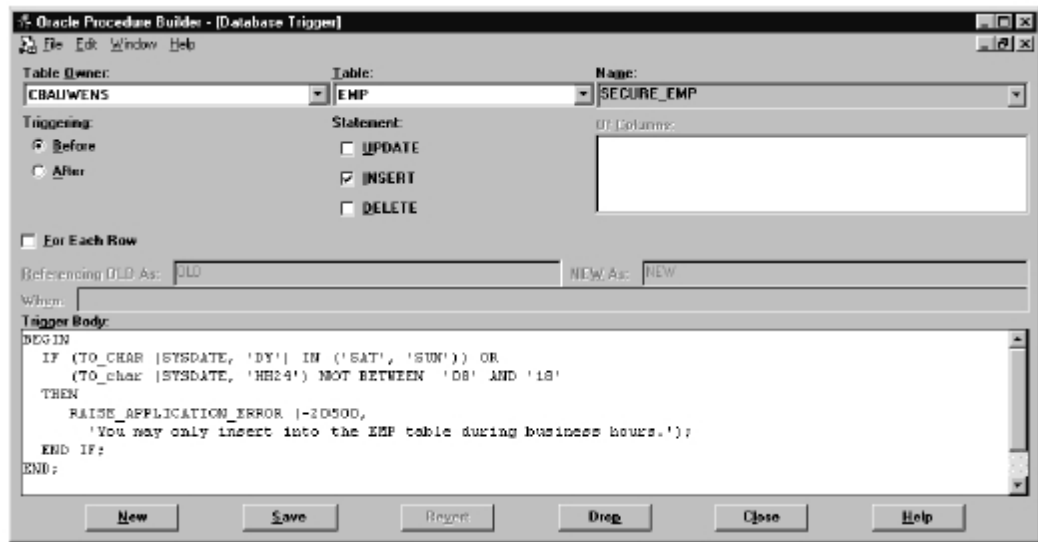 Oracle Procedure Builder - [Database Trigger]
File Edit Window Help
Table Owner: Table: Name:
CBAUWENS EMP SECURE_EMP
Triggering: Statement: Of Columns:
Before UPDATE
After INSERT
DELETE
For Each Row
Referencing OLD As: OLD NEW As: NEW
When:
Trigger Body:
BEGIN
IF (TO_CHAR (SYSDATE, 'DY') IN ('SAT', 'SUN')) OR
(TO_char (SYSDATE, 'HH24') NOT BETWEEN '08' AND '18'
THEN
RAISE_APPLICATION_ERROR (-20500,
'You may only insert into the EMP table during business hours.');
END IF;
END;
New Save Revert Drop Close Help